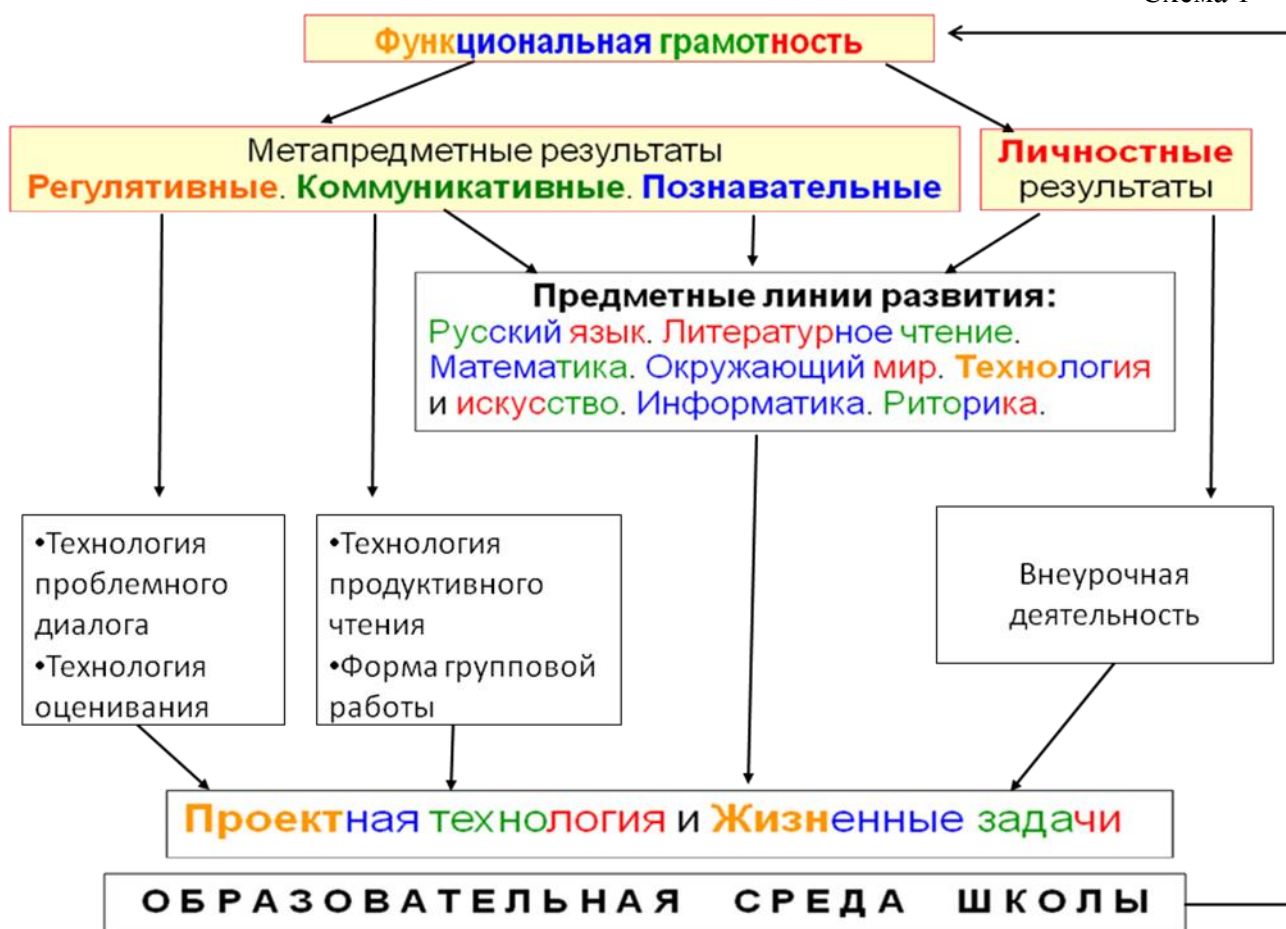 Схема 1
Функциональная грамотность
Метапредметные результаты
Регулятивные. Коммуникативные. Познавательные
Личностные
результаты
Предметные линии развития:
Русский язык. Литературное чтение.
Математика. Окружающий мир. Технология
и искусство. Информатика. Риторика.
•Технология
проблемного
диалога
•Технология
оценивания
•Технология
продуктивного
чтения
•Форма групповой
работы
Внеурочная
деятельность
Проектная технология и Жизненные задачи
ОБРАЗОВАТЕЛЬНАЯ СРЕДА ШКОЛЫ